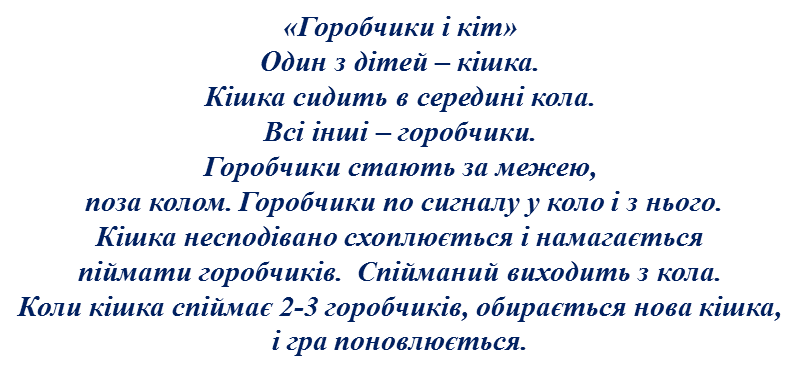 «Горобчики і кіт»
Один з дітей – кішка.
Кішка сидить в середині кола.
Всі інші – горобчики.
Горобчики стають за межею,
поза колом. Горобчики по сигналу у коло і з нього.
Кішка несподівано схоплюється і намагається
піймати горобчиків. Спійманий виходить з кола.
Коли кішка спіймає 2-3 горобчиків, обирається нова кішка,
і гра поновлюється.